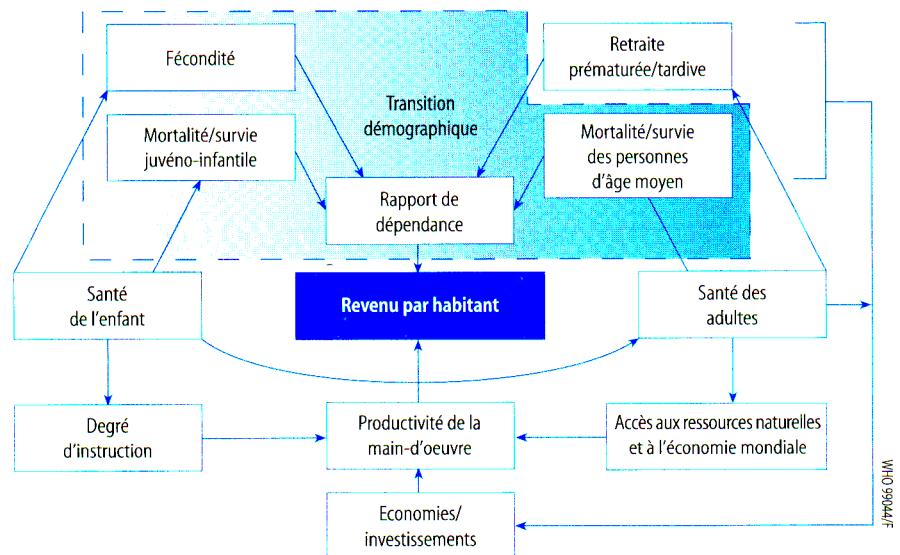 Fécondité
Retraite
prématurée/tardive
Transition
démographique
Mortalité/survie
juvéno-infantile
Mortalité/survie
des personnes
d'âge moyen
Rapport de
dépendance
Santé
de l'enfant
Revenu par habitant
Santé des
adultes
Degré
d'instruction
Productivité de la
main-d'oeuvre
Accès aux ressources naturelles
et à l'économie mondiale
Economies/
investissements
WHO 99044/F